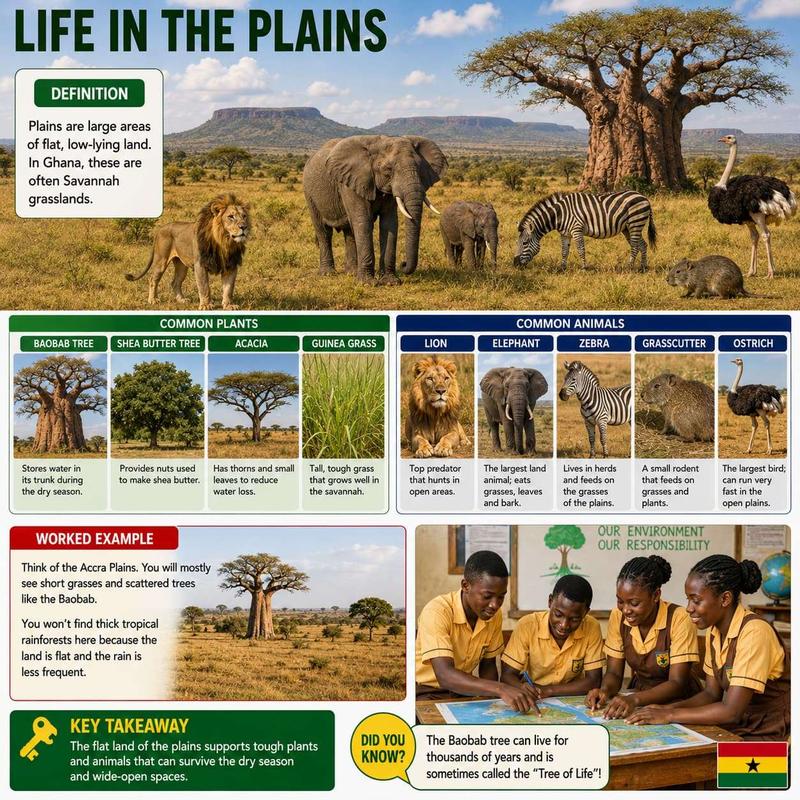 LIFE IN THE PLAINS
DEFINITION
Plains are large areas
of flat, low-lying land.
In Ghana, these are
often Savannah
grasslands.
COMMON PLANTS
BAOBAB TREE
Stores water in
its trunk during
the dry season.
SHEA BUTTER TREE
Provides nuts used
to make shea butter.
ACACIA
Has thorns and small
leaves to reduce
water loss.
GUINEA GRASS
Tall, tough grass
that grows well in
the savannah.
COMMON ANIMALS
LION
Top predator
that hunts in
open areas.
ELEPHANT
The largest land
animal; eats
grasses, leaves
and bark.
ZEBRA
Lives in herds
and feeds on
the grasses
of the plains.
GRASSCUTTER
A small rodent
that feeds on
grasses and
plants.
OSTRICH
The largest bird;
can run very
fast in the
open plains.
WORKED EXAMPLE
Think of the Accra Plains. You will mostly
see short grasses and scattered trees
like the Baobab.
You won't find thick tropical
rainforests here because the
land is flat and the rain is
less frequent.
OUR ENVIRONMENT
OUR RESPONSIBILITY
KEY TAKEAWAY
The flat land of the plains supports tough plants
and animals that can survive the dry season
and wide-open spaces.
DID YOU
KNOW?
The Baobab tree can live for
thousands of years and is
sometimes called the "Tree of Life"!